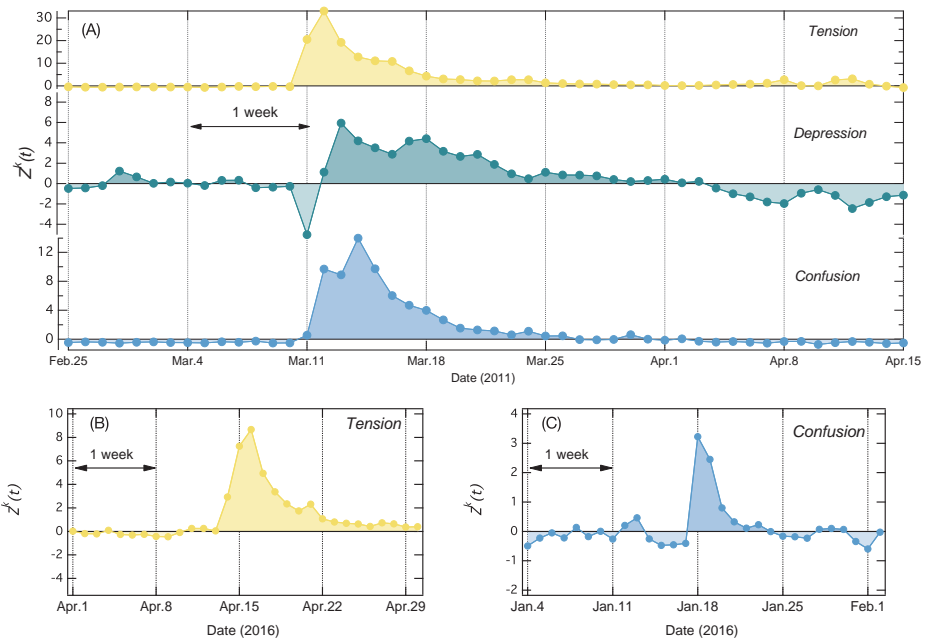 (A)
Tension
30
20
10
0
1 week
Depression
8
6
4
2
0
-2
-4
Z^k(t)
Confusion
12
8
4
0
Feb.25 Mar.4 Mar.11 Mar.18 Mar.25 Apr.1 Apr.8 Apr.15
Date (2011)
(B)
Tension
1 week
10
8
6
4
2
0
-2
-4
Z^k(t)
Apr.1 Apr.8 Apr.15 Apr.22 Apr.29
Date (2016)
(C)
Confusion
1 week
4
3
2
1
0
-1
-2
Z^k(t)
Jan.4 Jan.11 Jan.18 Jan.25 Feb.1
Date (2016)